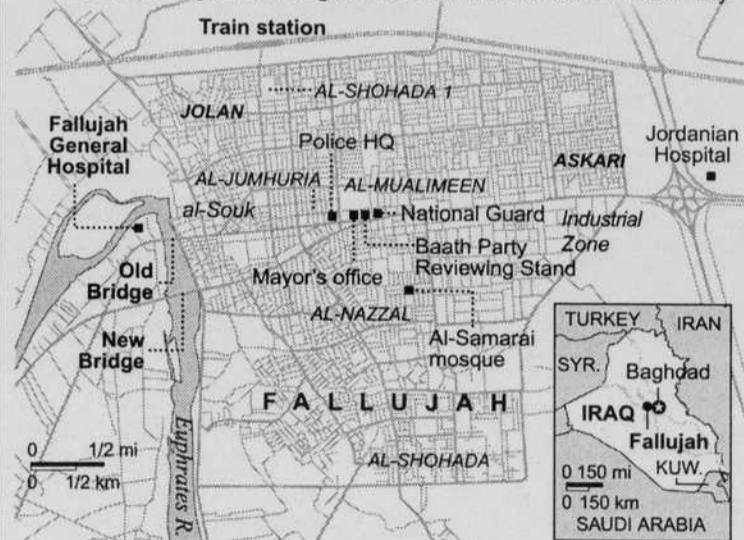 Train station
AL-SHOHADA 1
JOLAN
Fallujah
General
Hospital
Police HQ
Jordanian
Hospital
ASKARI
AL-JUMHURIA
AL-MUALIMEEN
al-Souk
National Guard
Industrial
Zone
Baath Party
Reviewing Stand
Mayor's office
Old
Bridge
AL-NAZZAL
New
Bridge
Al-Samarai
mosque
FALLUJAH
AL-SHOHADA
Euphrates R.
0 1/2 mi
0 1/2 km
TURKEY
IRAN
SYR.
Baghdad
IRAQ
Fallujah
KUW.
0 150 mi
0 150 km
SAUDI ARABIA